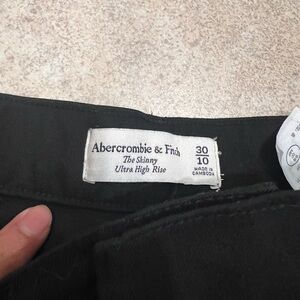 Abercrombie & Fitch
The Skinny
Ultra High Rise
30
10
MADE IN
CAMBODIA